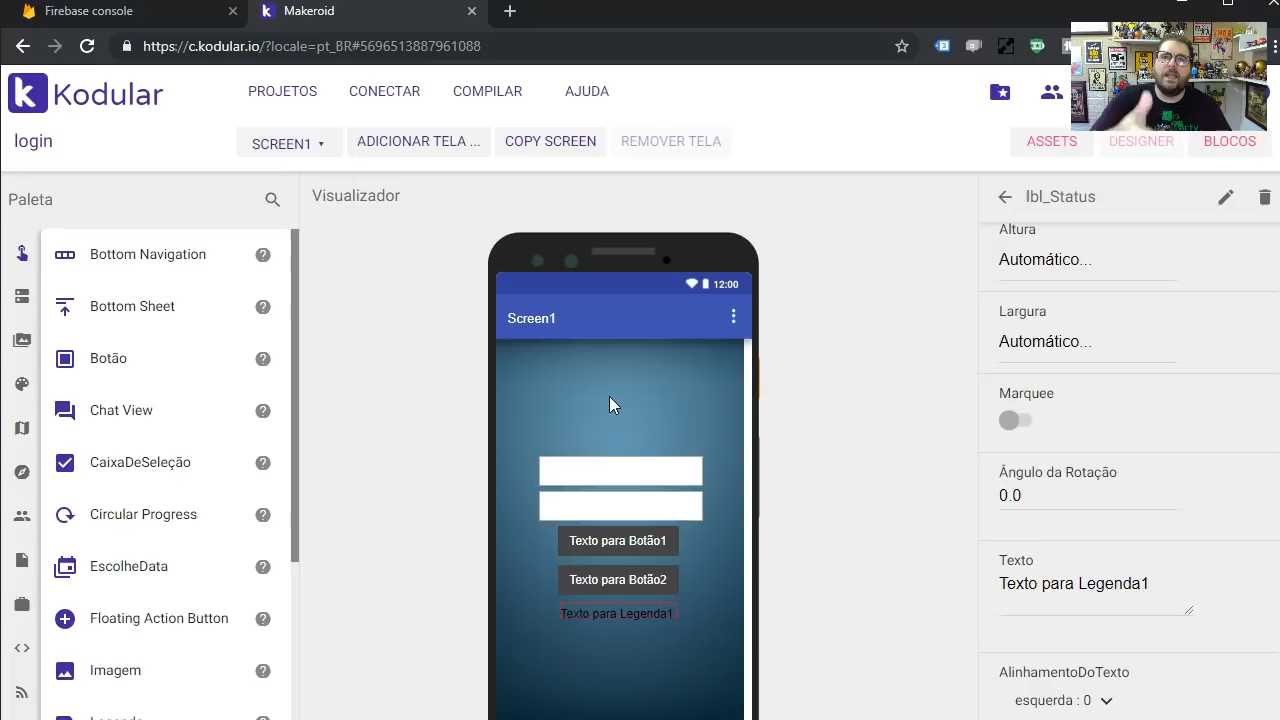 Firebase console
Makeroid
https://c.kodular.io/?locale=pt_BR#5696513887961088
Kodular
PROJETOS
CONECTAR
COMPILAR
AJUDA
login
SCREEN1
ADICIONAR TELA ...
COPY SCREEN
REMOVER TELA
ASSETS
DESIGNER
BLOCOS
Paleta
Visualizador
lbl_Status
Bottom Navigation
Bottom Sheet
Botão
Chat View
CaixaDeSeleção
Circular Progress
EscolheData
Floating Action Button
Imagem
12:00
Screen1
Texto para Botão1
Texto para Botão2
Texto para Legenda1
Altura
Automático...
Largura
Automático...
Marquee
Ângulo da Rotação
0.0
Texto
Texto para Legenda1
AlinhamentoDoTexto
esquerda : 0